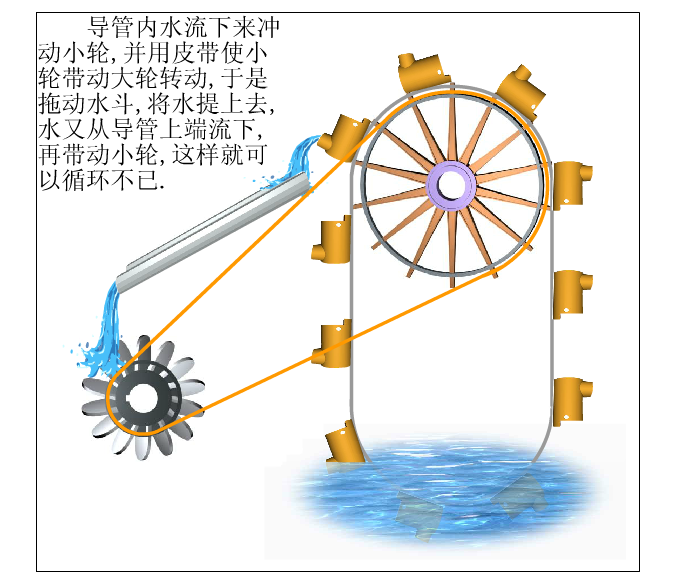 导管内水流下来冲
动小轮,并用皮带使小
轮带动大轮转动,于是
拖动水斗,将水提上去,
水又从导管上端流下,
再带动小轮,这样就可
以循环不已.